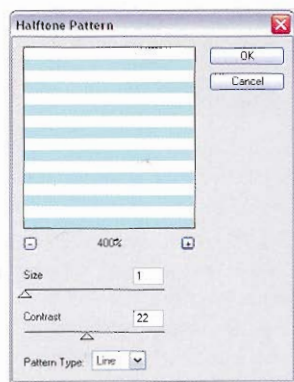 Halftone Pattern
OK
Cancel
400%
Size 1
Contrast 22
Pattern Type: Line